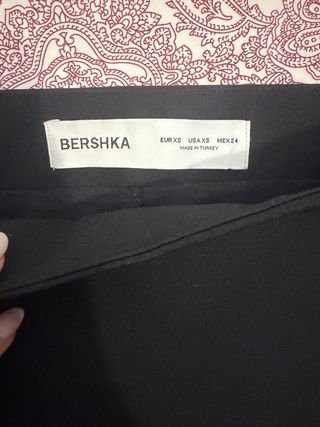 BERSHKA
EUR XS USA XS MEX 24
MADE IN TURKEY